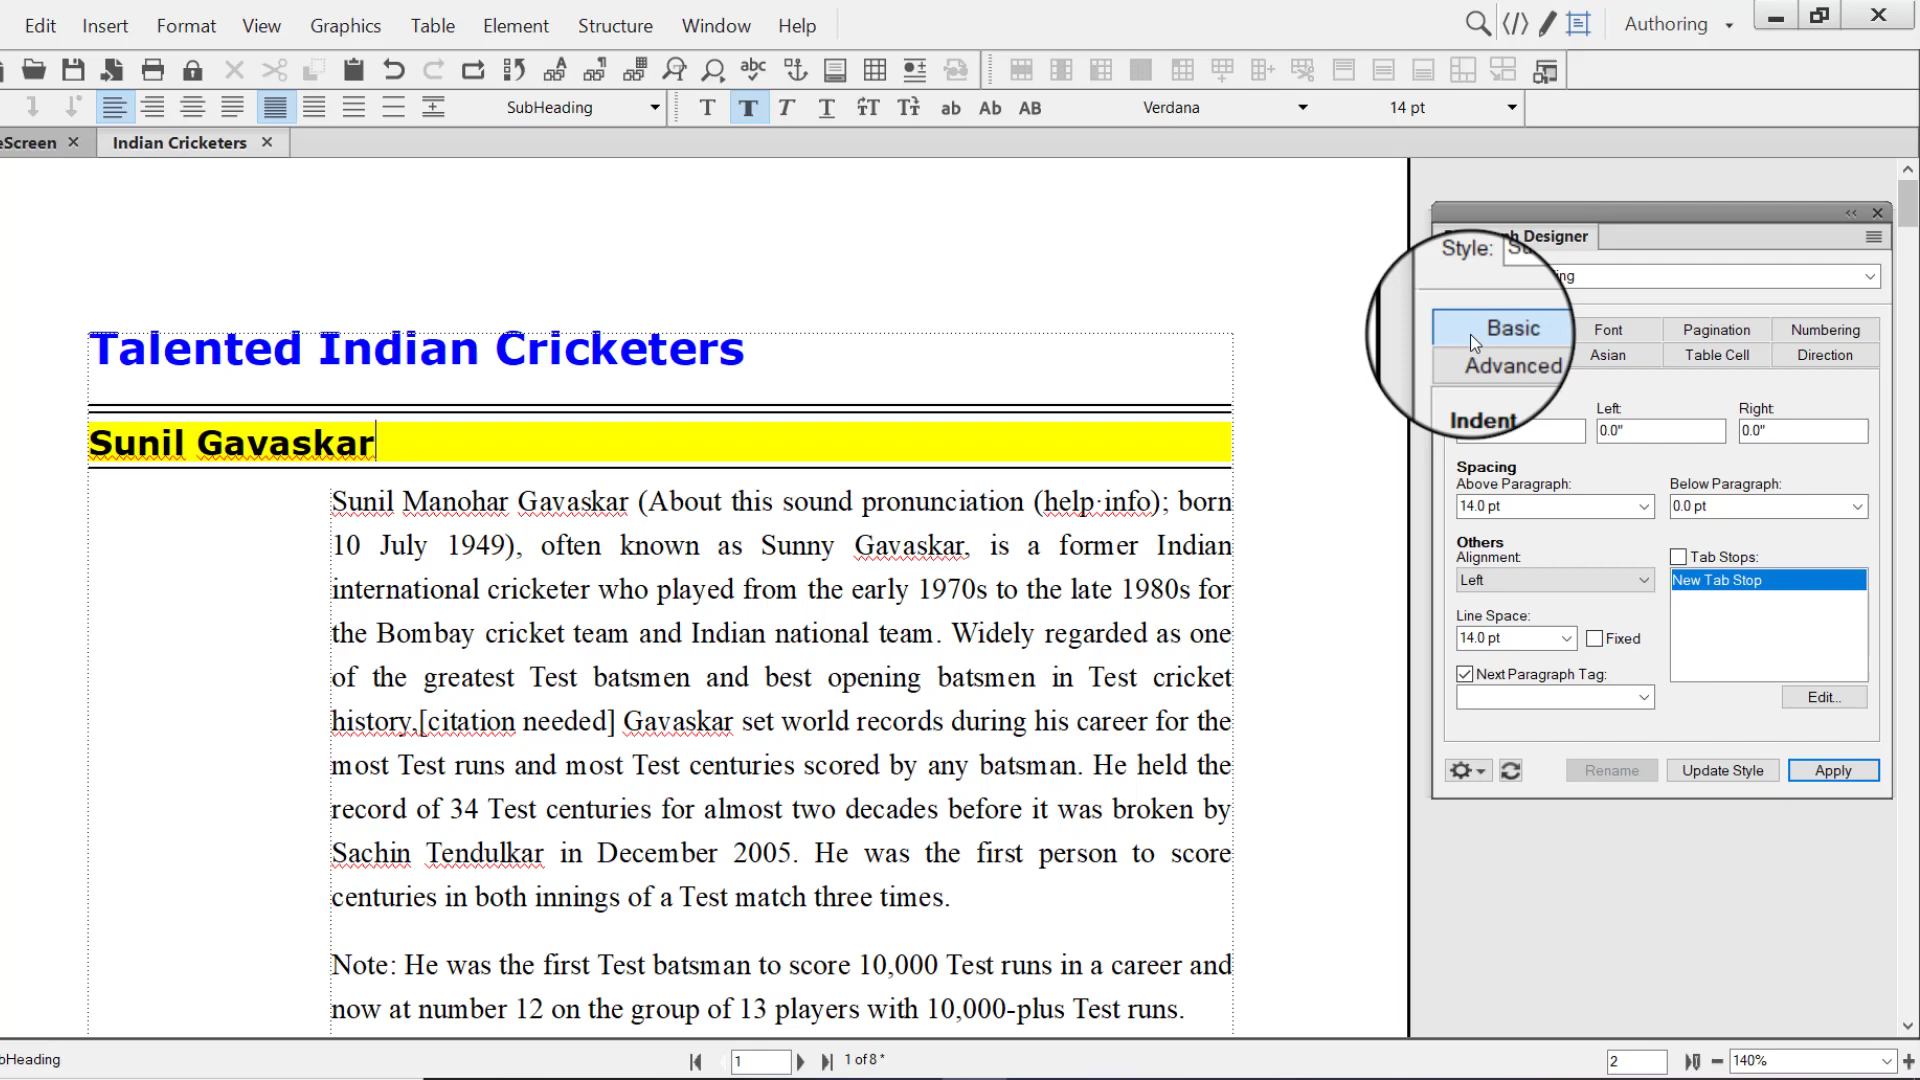 Edit Insert Format View Graphics Table Element Structure Window Help Authoring
SubHeading T T T T ab Ab AB Verdana 14 pt
eScreen Indian Cricketers
Talented Indian Cricketers
Sunil Gavaskar
Sunil Manohar Gavaskar (About this sound pronunciation (help·info); born
10 July 1949), often known as Sunny Gavaskar, is a former Indian
international cricketer who played from the early 1970s to the late 1980s for
the Bombay cricket team and Indian national team. Widely regarded as one
of the greatest Test batsmen and best opening batsmen in Test cricket
history,[citation needed] Gavaskar set world records during his career for the
most Test runs and most Test centuries scored by any batsman. He held the
record of 34 Test centuries for almost two decades before it was broken by
Sachin Tendulkar in December 2005. He was the first person to score
centuries in both innings of a Test match three times.
Note: He was the first Test batsman to score 10,000 Test runs in a career and
now at number 12 on the group of 13 players with 10,000-plus Test runs.
Designer
Style:
Basic Font Pagination Numbering
Advanced Asian Table Cell Direction
Indent
Left: Right:
0.0" 0.0"
Spacing
Above Paragraph: Below Paragraph:
14.0 pt 0.0 pt
Others
Alignment: Tab Stops:
Left New Tab Stop
Line Space:
14.0 pt Fixed
Next Paragraph Tag:
Edit...
Rename Update Style Apply
bHeading 1 1 of 8 * 2 140%